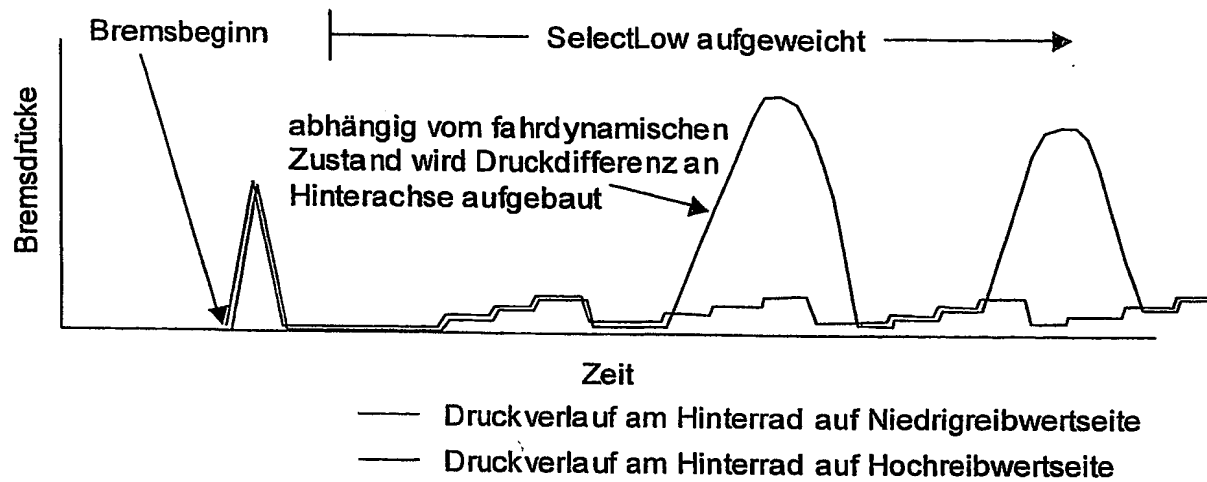 Bremsbeginn
SelectLow aufgeweicht
Bremsdrücke
abhängig vom fahrdynamischen
Zustand wird Druckdifferenz an
Hinterachse aufgebaut
Zeit
Druckverlauf am Hinterrad auf Niedrigreibwertseite
Druckverlauf am Hinterrad auf Hochreibwertseite